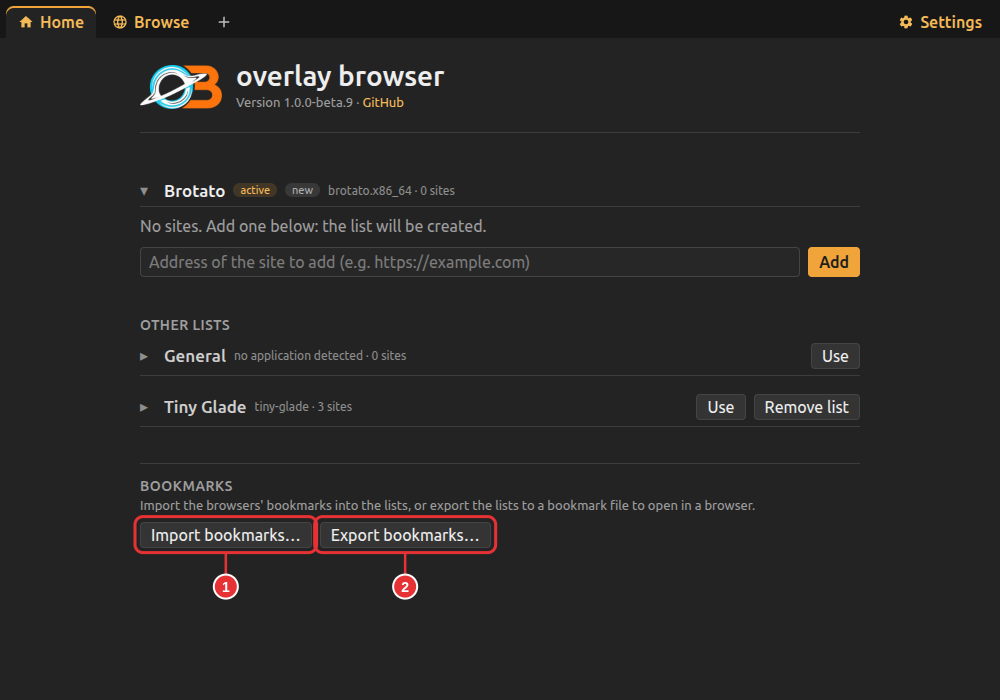 Home Browse + Settings
overlay browser
Version 1.0.0-beta.9 · GitHub
Brotato active new brotato.x86_64 · 0 sites
No sites. Add one below: the list will be created.
Address of the site to add (e.g. https://example.com) Add
OTHER LISTS
General no application detected · 0 sites Use
Tiny Glade tiny-glade · 3 sites Use Remove list
BOOKMARKS
Import the browsers' bookmarks into the lists, or export the lists to a bookmark file to open in a browser.
Import bookmarks... Export bookmarks...
1 2